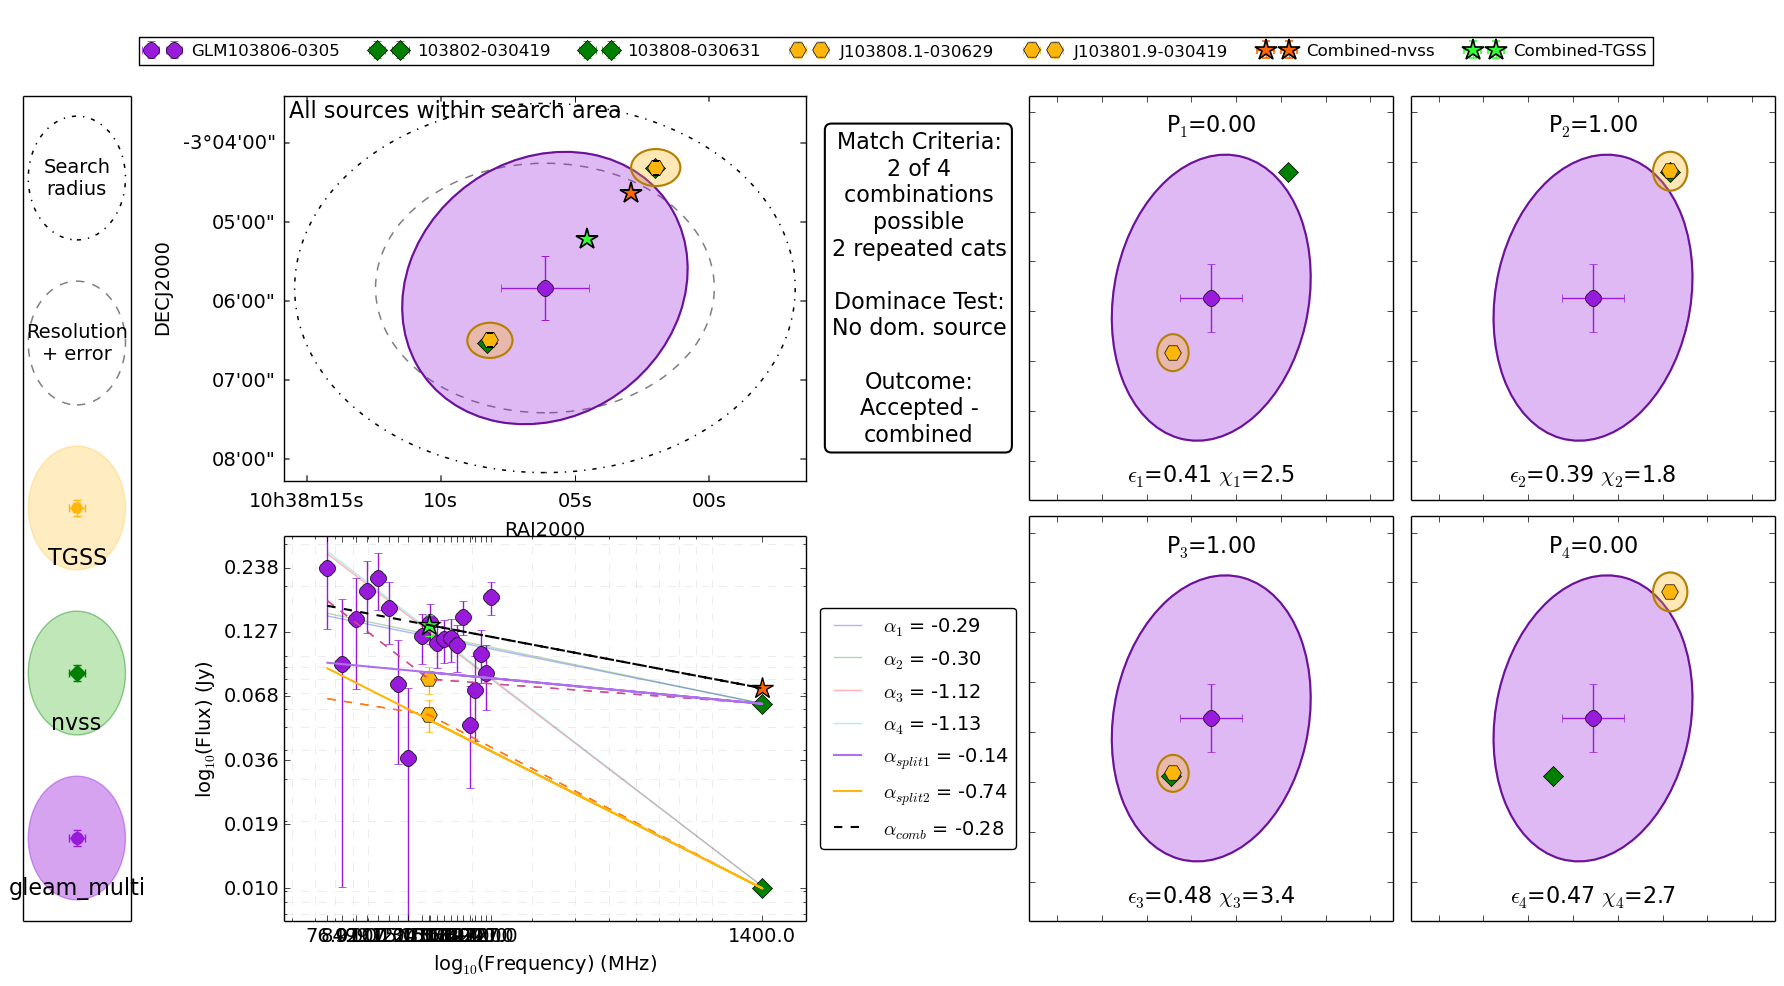 GLM103806-0305 103802-030419 103808-030631 J103808.1-030629 J103801.9-030419 Combined-nvss Combined-TGSS
Search
radius
Resolution
+ error
TGSS
nvss
gleam_multi
All sources within search area
DECJ2000
-3°04'00"
05'00"
06'00"
07'00"
08'00"
10h38m15s 10s 05s 00s
RAJ2000
Match Criteria:
2 of 4
combinations
possible
2 repeated cats
Dominace Test:
No dom. source
Outcome:
Accepted -
combined
P1=0.00
ϵ1=0.41 χ1=2.5
P2=1.00
ϵ2=0.39 χ2=1.8
P3=1.00
ϵ3=0.48 χ3=3.4
P4=0.00
ϵ4=0.47 χ4=2.7
log10(Flux) (Jy)
0.238
0.127
0.068
0.036
0.019
0.010
1400.0
log10(Frequency) (MHz)
α1 = -0.29
α2 = -0.30
α3 = -1.12
α4 = -1.13
αsplit1 = -0.14
αsplit2 = -0.74
αcomb = -0.28